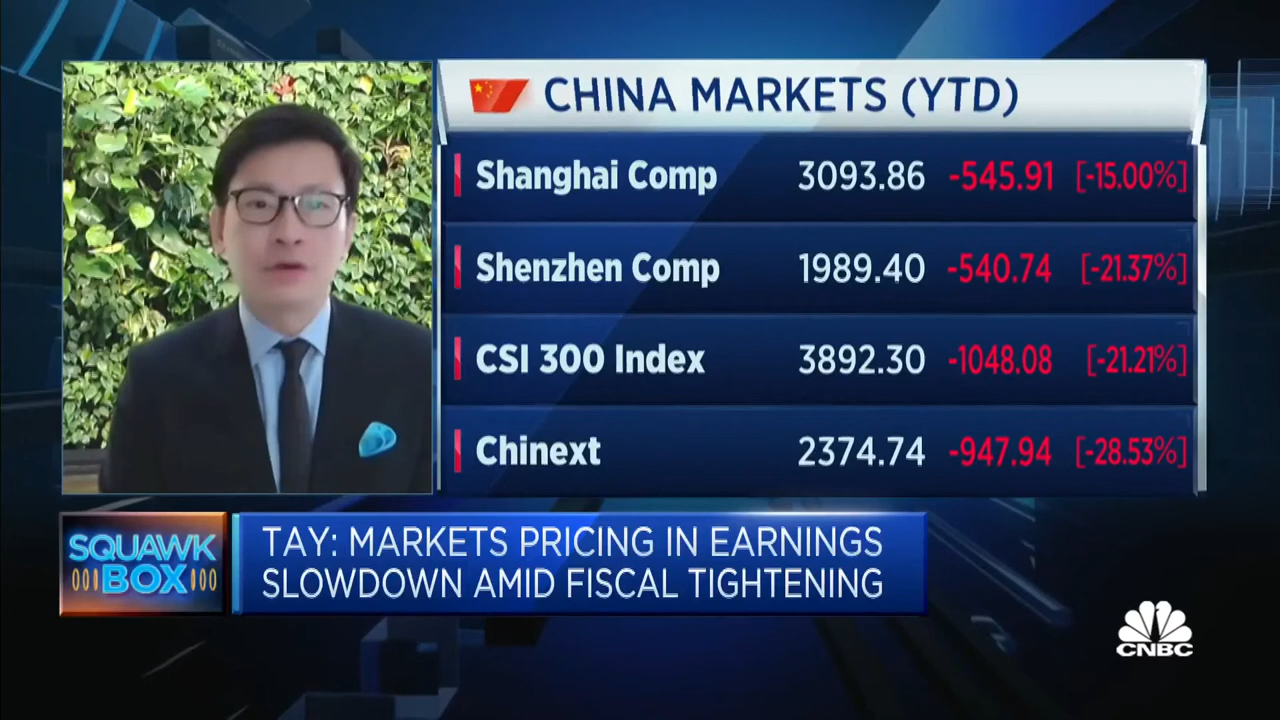 CHINA MARKETS (YTD)
Shanghai Comp 3093.86 -545.91 [-15.00%]
Shenzhen Comp 1989.40 -540.74 [-21.37%]
CSI 300 Index 3892.30 -1048.08 [-21.21%]
Chinext 2374.74 -947.94 [-28.53%]
SQUAWK
BOX
TAY: MARKETS PRICING IN EARNINGS
SLOWDOWN AMID FISCAL TIGHTENING
CNBC